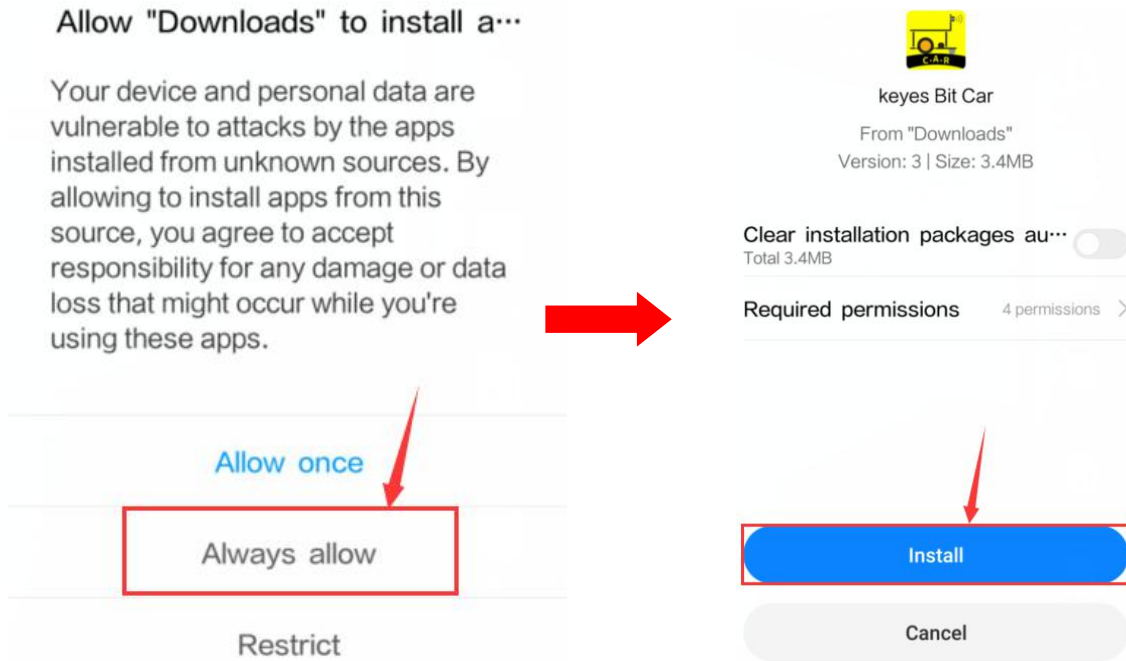 Allow "Downloads" to install a…
Your device and personal data are
vulnerable to attacks by the apps
installed from unknown sources. By
allowing to install apps from this
source, you agree to accept
responsibility for any damage or data
loss that might occur while you're
using these apps.
Allow once
Always allow
Restrict
C·A·R
keyes Bit Car
From "Downloads"
Version: 3 | Size: 3.4MB
Clear installation packages au…
Total 3.4MB
Required permissions 4 permissions
Install
Cancel